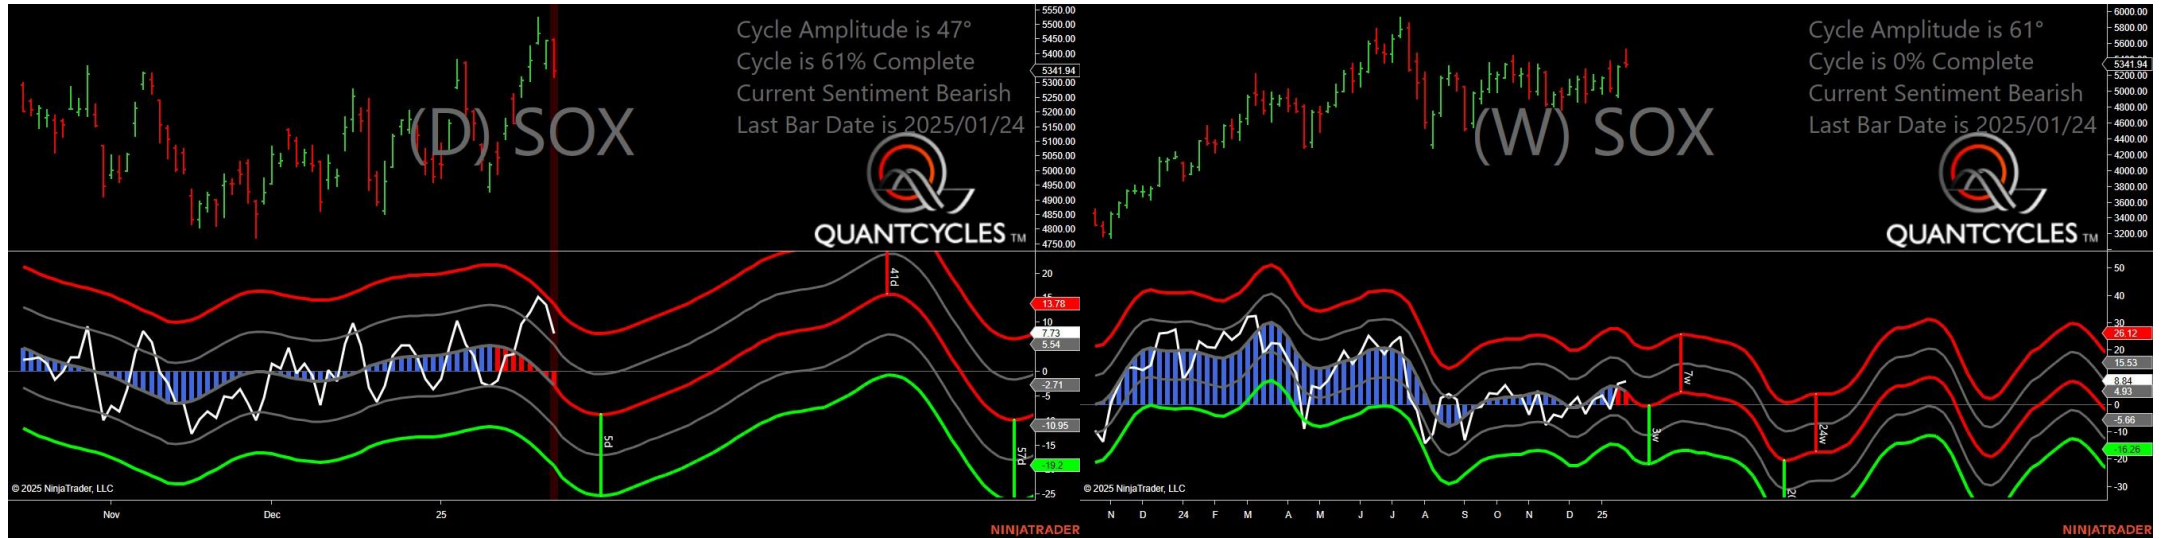 Cycle Amplitude is 47°
Cycle is 61% Complete
Current Sentiment Bearish
Last Bar Date is 2025/01/24
(D) SOX
QUANTCYCLES TM
5550.00
5500.00
5450.00
5400.00
5341.94
5300.00
5250.00
5200.00
5150.00
5100.00
5050.00
5000.00
4950.00
4900.00
4850.00
4800.00
4750.00
20
13.78
10
7.73
5.54
0
-2.71
-5
-10.95
-15
-19.2
-25
41d
5d
57d
© 2025 NinjaTrader, LLC
Nov
Dec
25
NINJATRADER
Cycle Amplitude is 61°
Cycle is 0% Complete
Current Sentiment Bearish
Last Bar Date is 2025/01/24
(W) SOX
QUANTCYCLES TM
6000.00
5800.00
5600.00
5341.94
5200.00
5000.00
4800.00
4600.00
4400.00
4200.00
4000.00
3800.00
3600.00
3400.00
3200.00
50
40
30
26.12
20
15.53
8.84
4.93
0
-5.66
-10
-16.26
-20
-30
7w
3w
24w
© 2025 NinjaTrader, LLC
N D 24 F M A M J J A S O N D 25
NINJATRADER